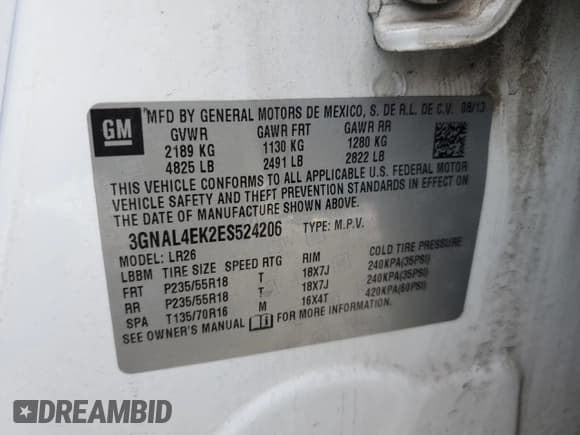 GM
MFD BY GENERAL MOTORS DE MEXICO, S. DE R.L. DE C.V. 08/13
GVWR GAWR FRT GAWR RR
2189 KG 1130 KG 1280 KG
4825 LB 2491 LB 2822 LB
THIS VEHICLE CONFORMS TO ALL APPLICABLE U.S. FEDERAL MOTOR
VEHICLE SAFETY AND THEFT PREVENTION STANDARDS IN EFFECT ON
THE DATE OF MANUFACTURE SHOWN ABOVE.
3GNAL4EK2ES524206 TYPE: M.P.V.
MODEL: LR26
LBBM TIRE SIZE SPEED RTG RIM COLD TIRE PRESSURE
FRT P235/55R18 T 18X7J 240KPA(35PSI)
RR P235/55R18 T 18X7J 240KPA(35PSI)
SPA T135/70R16 M 16X4T 420KPA(60PSI)
SEE OWNER'S MANUAL FOR MORE INFORMATION.
DREAMBID